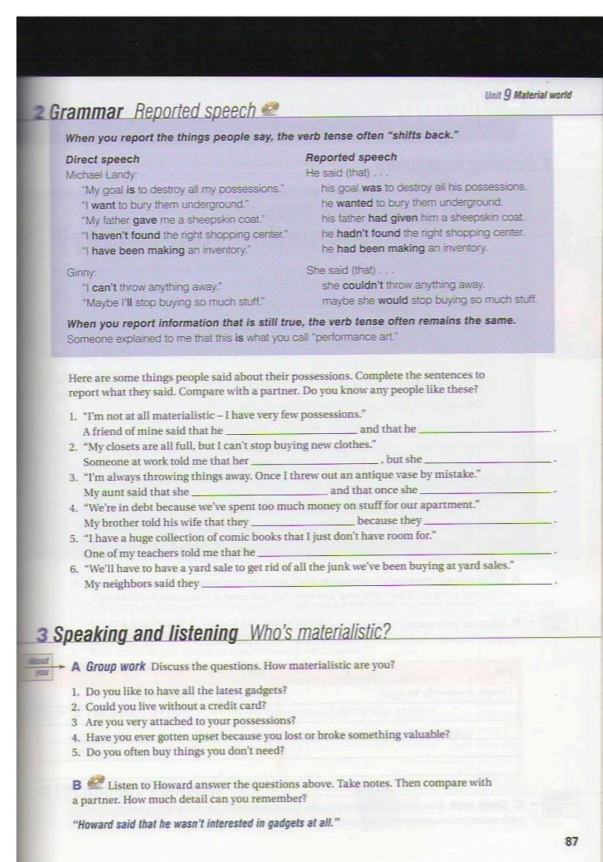 Unit 9 Material world
2 Grammar Reported speech
When you report the things people say, the verb tense often "shifts back."
Direct speech
Michael Landy:
"My goal is to destroy all my possessions."
"I want to bury them underground."
"My father gave me a sheepskin coat."
"I haven't found the right shopping center."
"I have been making an inventory."
Ginny:
"I can't throw anything away."
"Maybe I'll stop buying so much stuff."
Reported speech
He said (that) . . .
his goal was to destroy all his possessions.
he wanted to bury them underground.
his father had given him a sheepskin coat.
he hadn't found the right shopping center.
he had been making an inventory.
She said (that) . . .
she couldn't throw anything away.
maybe she would stop buying so much stuff.
When you report information that is still true, the verb tense often remains the same.
Someone explained to me that this is what you call "performance art."
Here are some things people said about their possessions. Complete the sentences to
report what they said. Compare with a partner. Do you know any people like these?
1. "I'm not at all materialistic – I have very few possessions."
A friend of mine said that he ____________ and that he ____________ .
2. "My closets are all full, but I can't stop buying new clothes."
Someone at work told me that her ____________ , but she ____________ .
3. "I'm always throwing things away. Once I threw out an antique vase by mistake."
My aunt said that she ____________ and that once she ____________ .
4. "We're in debt because we've spent too much money on stuff for our apartment."
My brother told his wife that they ____________ because they ____________ .
5. "I have a huge collection of comic books that I just don't have room for."
One of my teachers told me that he ____________ .
6. "We'll have to have a yard sale to get rid of all the junk we've been buying at yard sales."
My neighbors said they ____________ .
3 Speaking and listening Who's materialistic?
About
you
A Group work Discuss the questions. How materialistic are you?
1. Do you like to have all the latest gadgets?
2. Could you live without a credit card?
3 Are you very attached to your possessions?
4. Have you ever gotten upset because you lost or broke something valuable?
5. Do you often buy things you don't need?
B Listen to Howard answer the questions above. Take notes. Then compare with
a partner. How much detail can you remember?
"Howard said that he wasn't interested in gadgets at all."
87